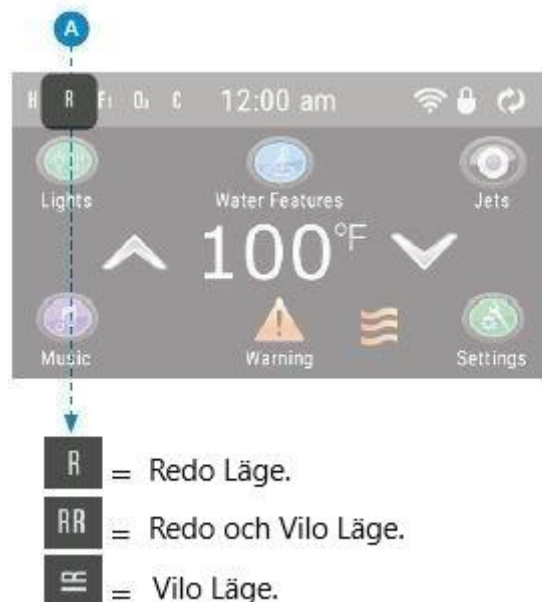 A
H R F1 O3 C 12:00 am
Lights Water Features Jets
100°F
Music Warning Settings
R = Redo Läge.
RR = Redo och Vilo Läge.
R = Vilo Läge.